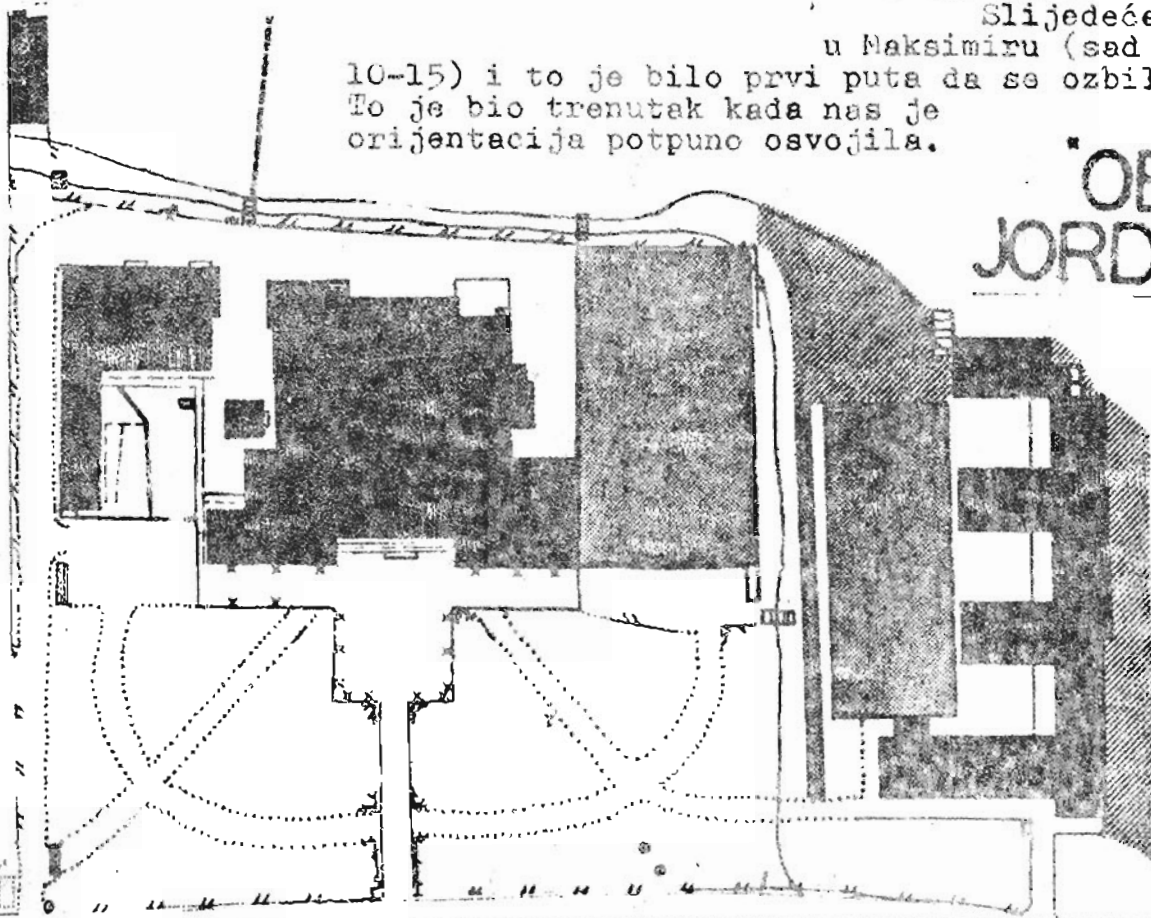 Slijedeće
u Maksimiru (sad
10-15) i to je bilo prvi puta da se ozbil
To je bio trenutak kada nas je
orijentacija potpuno osvojila.
"OB
JORD